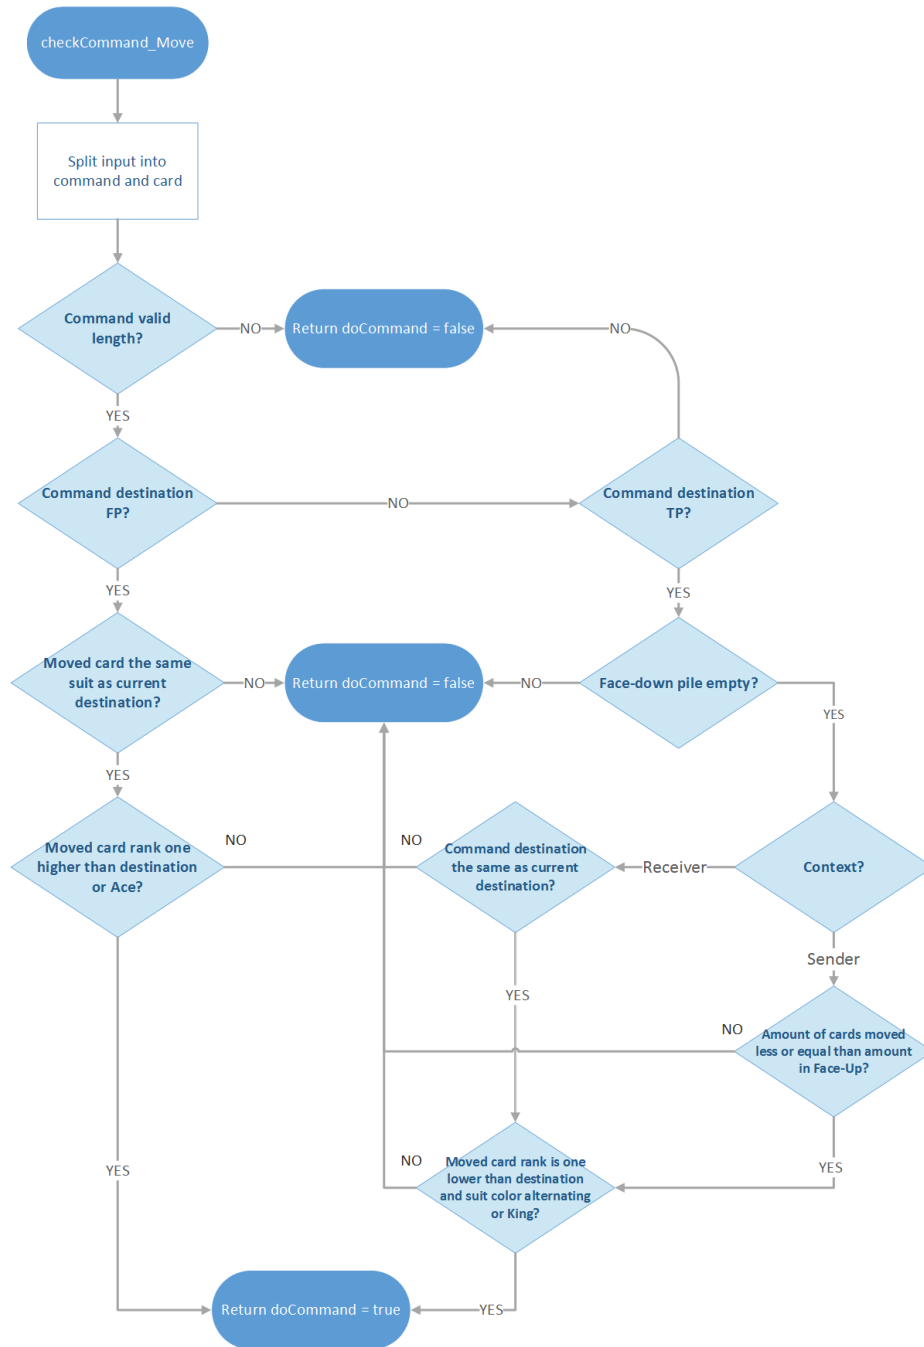 checkCommand_Move
Split input into
command and card
Command valid
length?
NO
Return doCommand = false
NO
YES
Command destination
FP?
NO
Command destination
TP?
YES
YES
Moved card the same
suit as current
destination?
NO
Return doCommand = false
NO
Face-down pile empty?
YES
YES
Moved card rank one
higher than destination
or Ace?
NO
NO
Command destination
the same as current
destination?
Receiver
Context?
Sender
YES
NO
Amount of cards moved
less or equal than amount
in Face-Up?
YES
NO
Moved card rank is one
lower than destination
and suit color alternating
or King?
YES
Return doCommand = true
YES